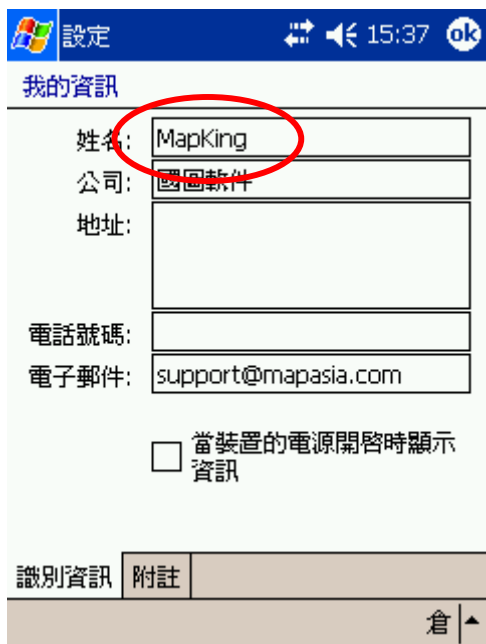 設定 15:37 ok
我的資訊
姓名: MapKing
公司: 國圖軟件
地址:
電話號碼:
電子郵件: support@mapasia.com
當裝置的電源開啓時顯示
資訊
識別資訊 附註
倉